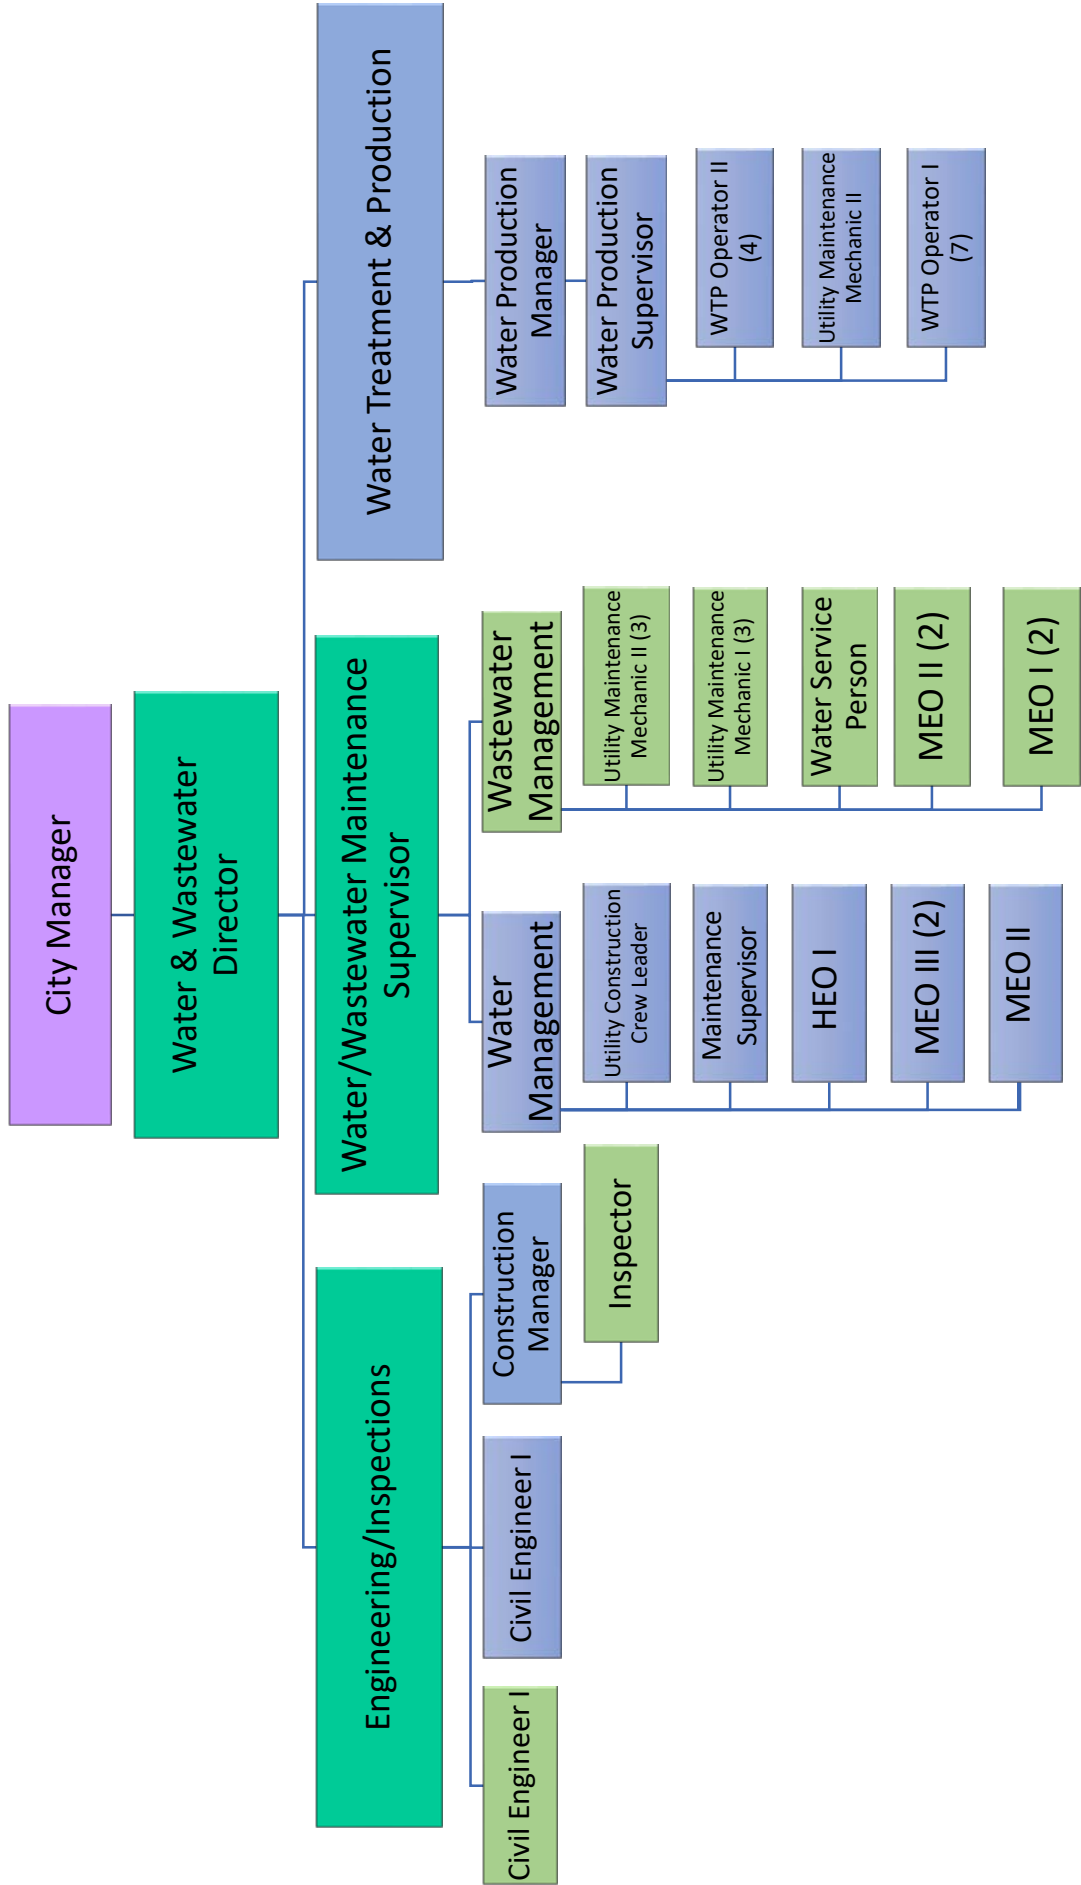 City Manager
Water & Wastewater
Director
Engineering/Inspections
Water/Wastewater Maintenance
Supervisor
Water Treatment & Production
Civil Engineer I
Civil Engineer I
Construction
Manager
Inspector
Water
Management
Utility Construction
Crew Leader
Maintenance
Supervisor
HEO I
MEO III (2)
MEO II
Wastewater
Management
Utility Maintenance
Mechanic II (3)
Utility Maintenance
Mechanic I (3)
Water Service
Person
MEO II (2)
MEO I (2)
Water Production
Manager
Water Production
Supervisor
WTP Operator II
(4)
Utility Maintenance
Mechanic II
WTP Operator I
(7)